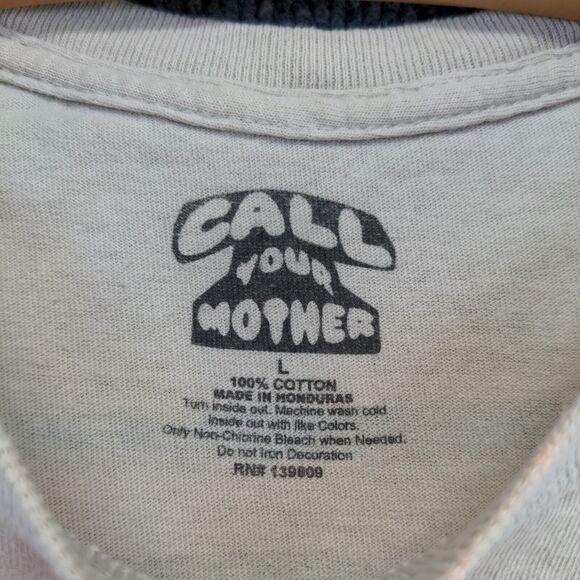 CALL
YOUR
MOTHER
L
100% COTTON
MADE IN HONDURAS
Turn inside out. Machine wash cold
inside out with like Colors.
Only Non-Chlorine Bleach when Needed.
Do not Iron Decoration
RN# 139809